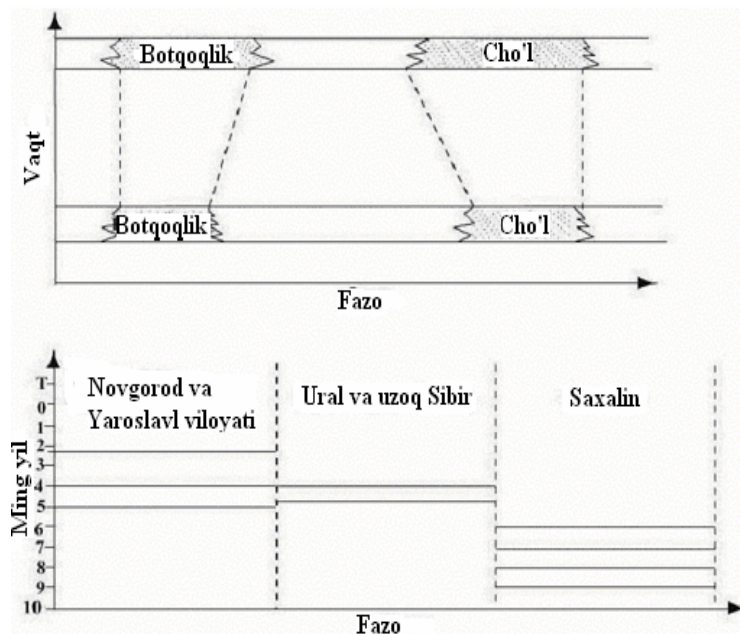 Botqoqlik
Cho'l
Vaqt
Botqoqlik
Cho'l
Fazo
T
Novgorod va
Yaroslavl viloyati
Ural va uzoq Sibir
Saxalin
0
1
2
3
4
5
6
7
8
9
10
Ming yil
Fazo